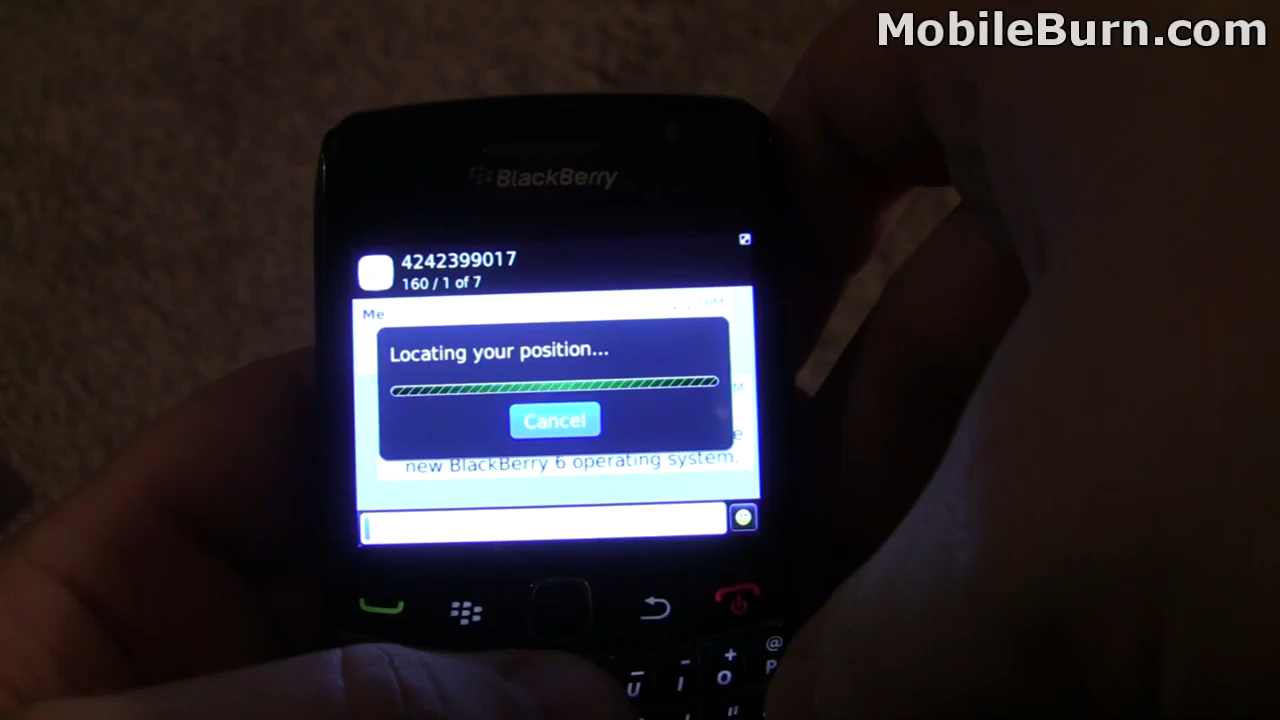 MobileBurn.com
BlackBerry
4242399017
160 / 1 of 7
Me
Locating your position...
Cancel
new BlackBerry 6 operating system.
@
+
P
O
I
U